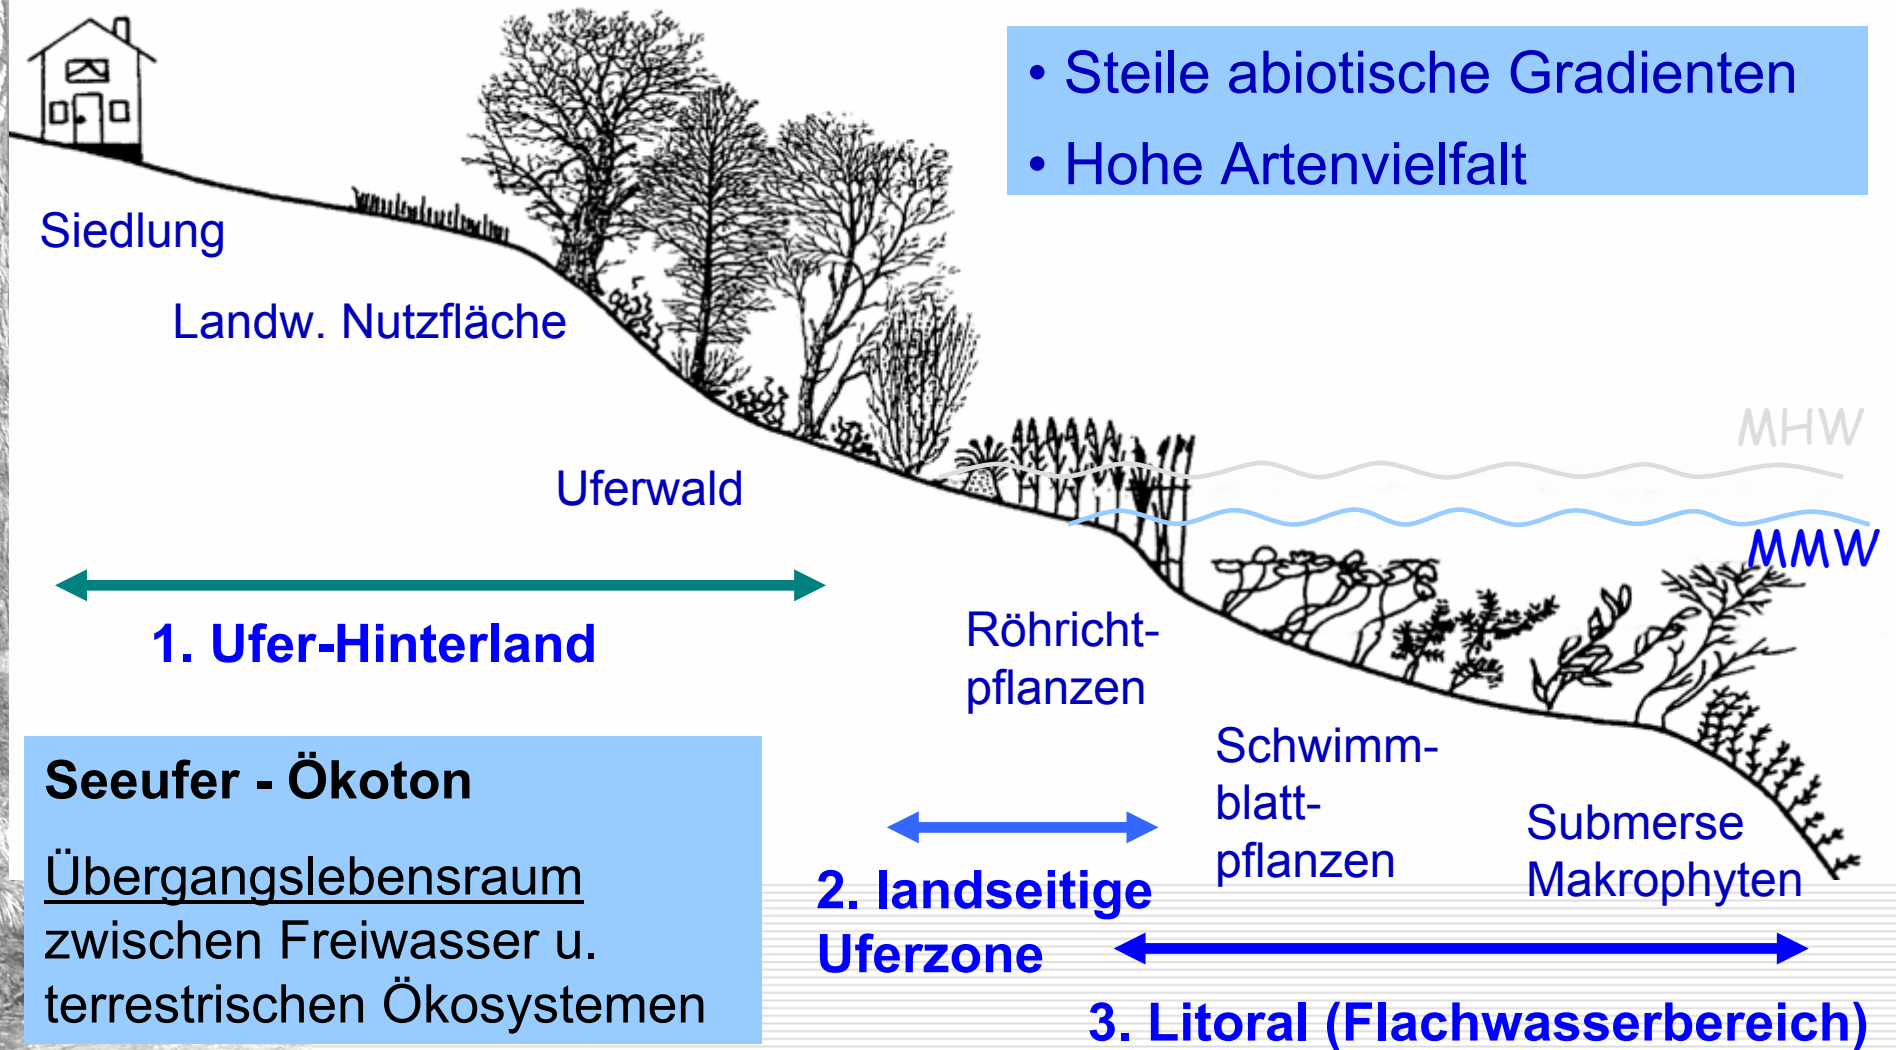 • Steile abiotische Gradienten
• Hohe Artenvielfalt
Siedlung
Landw. Nutzfläche
Uferwald
MHW
MMW
1. Ufer-Hinterland
Röhricht-
pflanzen
Schwimm-
blatt-
pflanzen
Submerse
Makrophyten
Seeufer - Ökoton
Übergangslebensraum
zwischen Freiwasser u.
terrestrischen Ökosystemen
2. landseitige
Uferzone
3. Litoral (Flachwasserbereich)